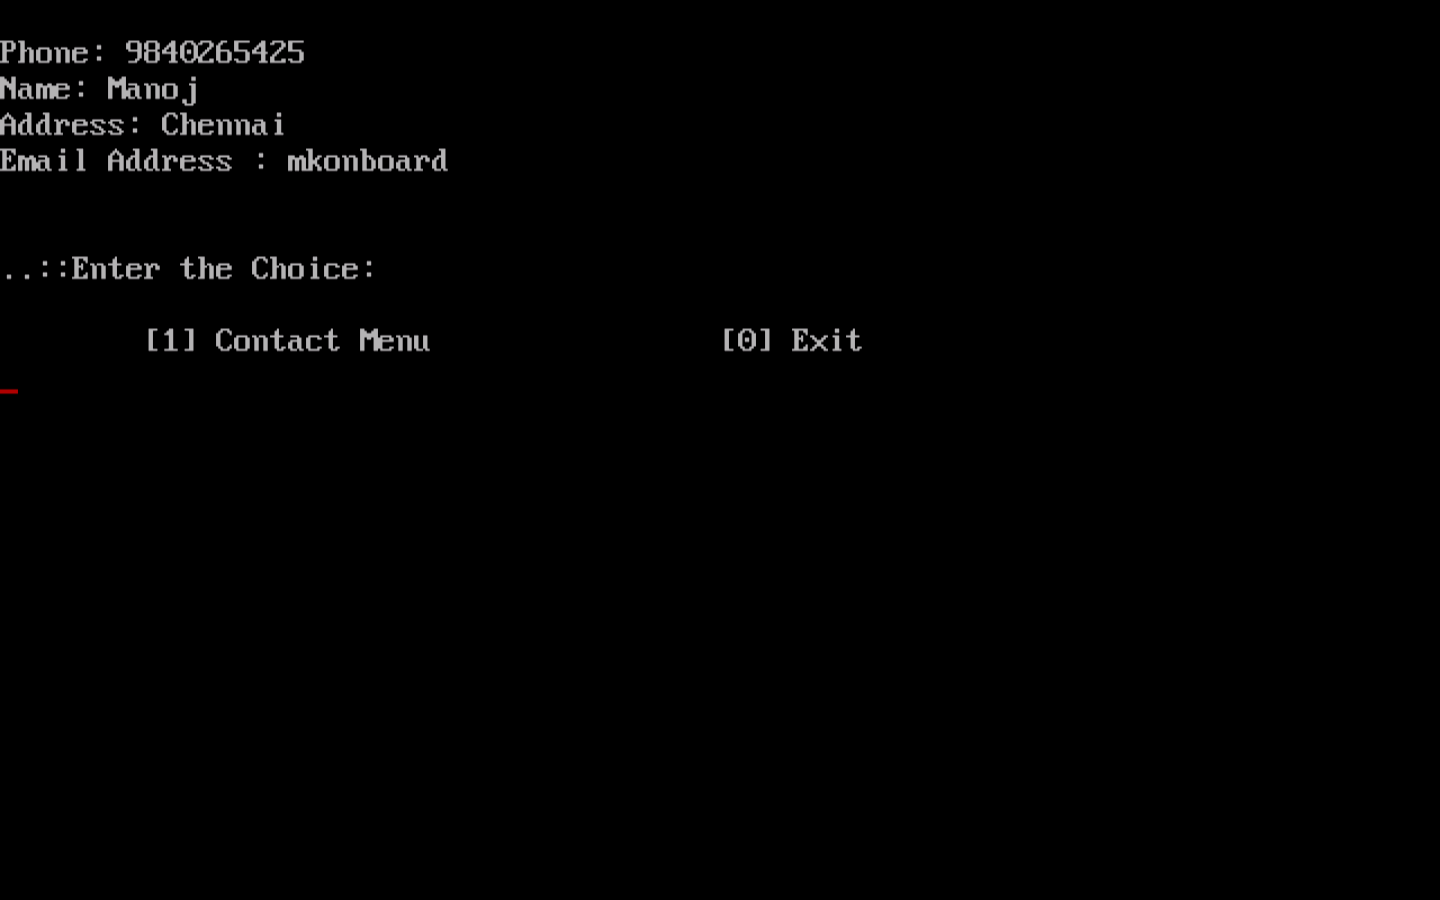 Phone: 9840265425
Name: Manoj
Address: Chennai
Email Address : mkonboard
..::Enter the Choice:
[1] Contact Menu [0] Exit